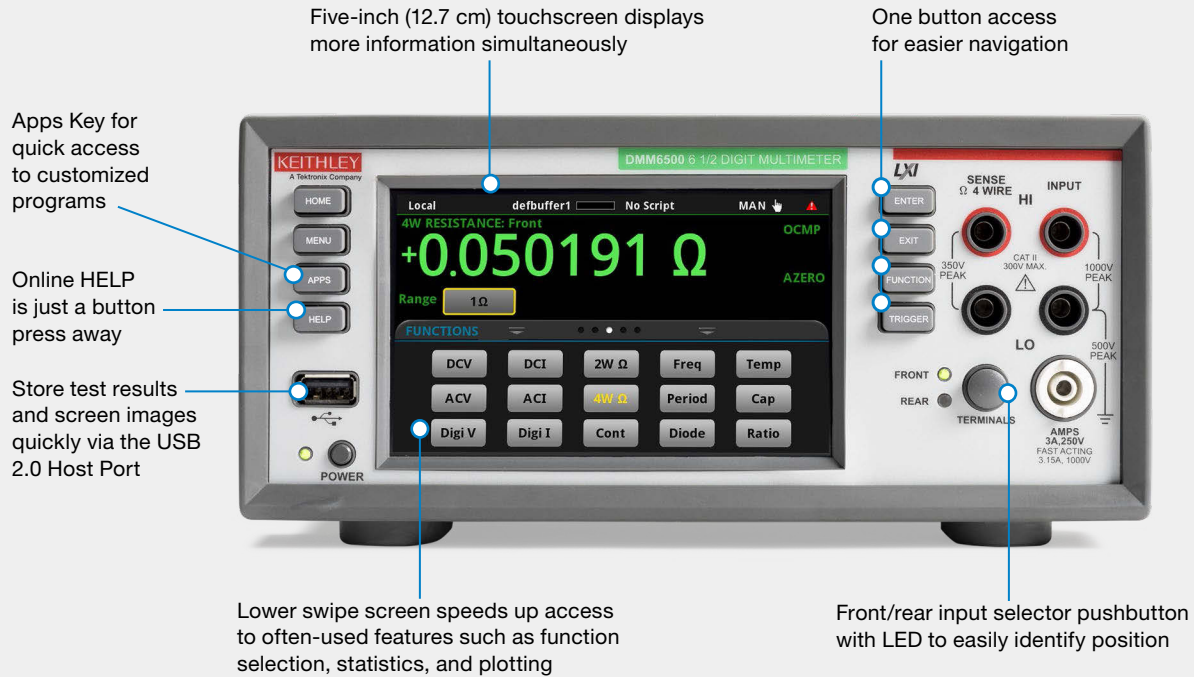 Five-inch (12.7 cm) touchscreen displays
more information simultaneously
One button access
for easier navigation
Apps Key for
quick access
to customized
programs
Online HELP
is just a button
press away
Store test results
and screen images
quickly via the USB
2.0 Host Port
KEITHLEY
A Tektronix Company
DMM6500 6 1/2 DIGIT MULTIMETER
HOME
MENU
APPS
HELP
POWER
Local defbuffer1 No Script MAN
4W RESISTANCE: Front
OCMP
+0.050191 Ω
AZERO
Range 1Ω
FUNCTIONS
DCV DCI 2W Ω Freq Temp
ACV ACI 4W Ω Period Cap
Digi V Digi I Cont Diode Ratio
LXI
ENTER
EXIT
FUNCTION
TRIGGER
SENSE
Ω 4 WIRE
INPUT
HI
350V
PEAK
CAT II
300V MAX.
1000V
PEAK
LO
500V
PEAK
FRONT
REAR
TERMINALS
AMPS
3A,250V
FAST ACTING
3.15A, 1000V
Lower swipe screen speeds up access
to often-used features such as function
selection, statistics, and plotting
Front/rear input selector pushbutton
with LED to easily identify position